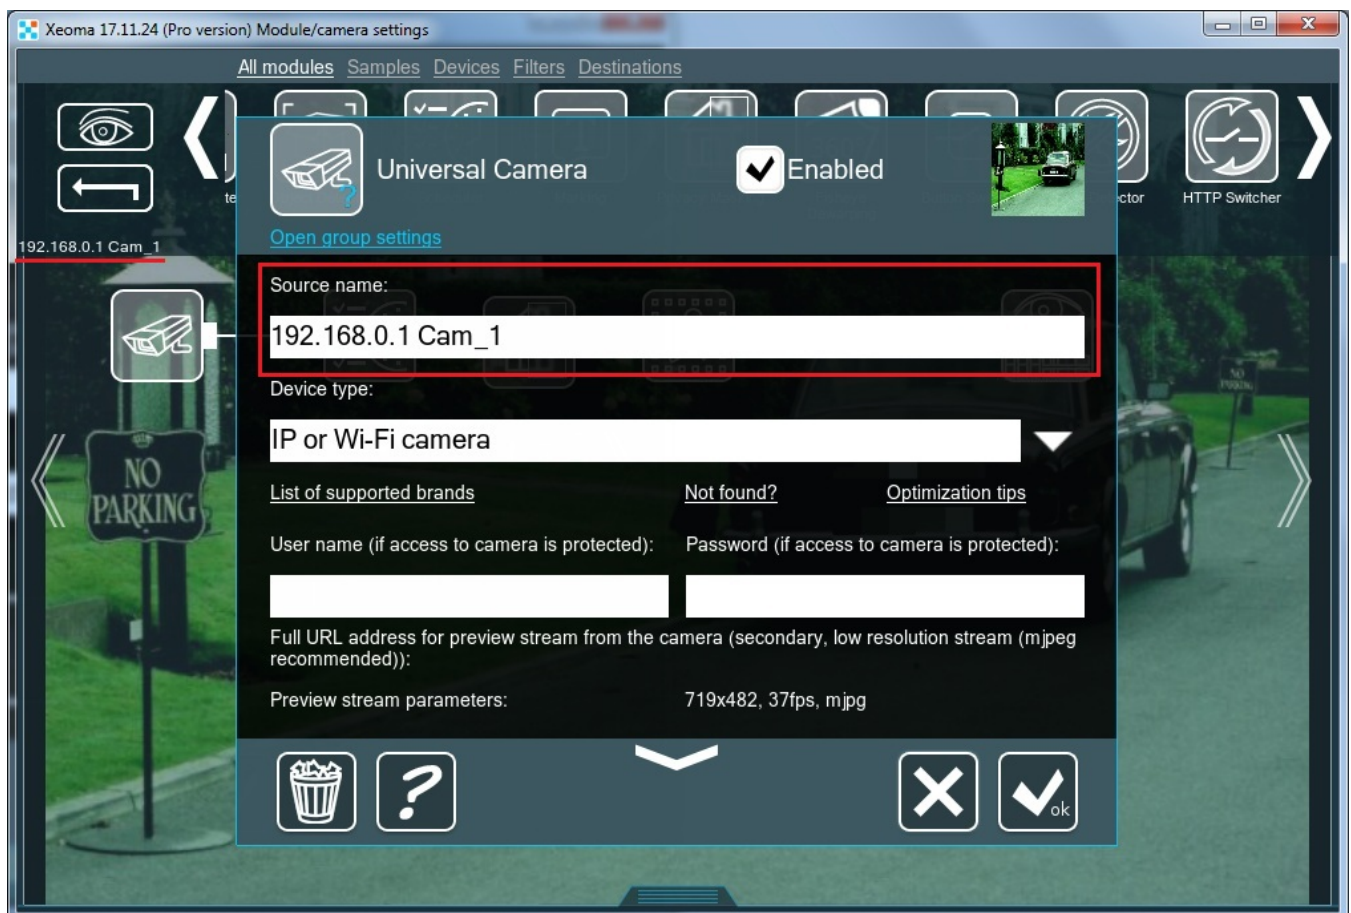 Xeoma 17.11.24 (Pro version) Module/camera settings
All modules Samples Devices Filters Destinations
Universal Camera
Enabled
HTTP Switcher
Open group settings
192.168.0.1 Cam_1
Source name:
192.168.0.1 Cam_1
Device type:
IP or Wi-Fi camera
List of supported brands Not found? Optimization tips
NO
PARKING
NO
PARKING
User name (if access to camera is protected): Password (if access to camera is protected):
Full URL address for preview stream from the camera (secondary, low resolution stream (mjpeg
recommended)):
Preview stream parameters: 719x482, 37fps, mjpg
ok